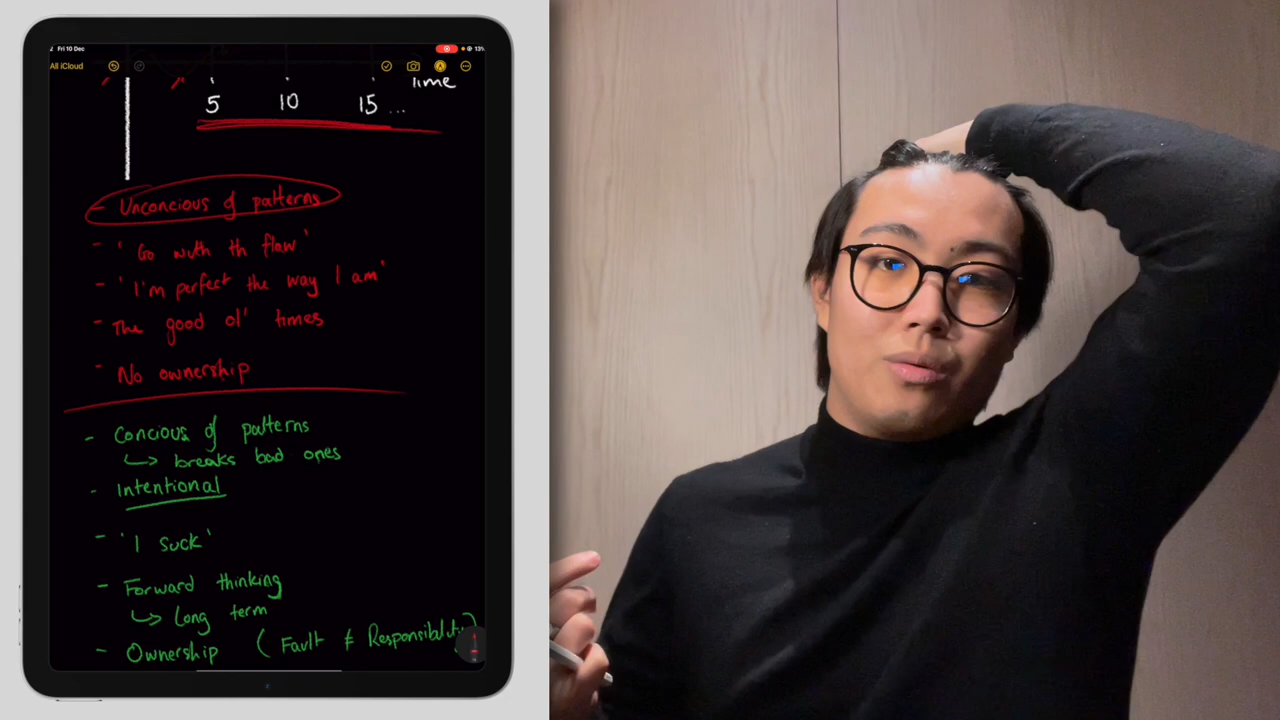 Fri 10 Dec
13%
All iCloud
Time
5 10 15 ...
- Unconcious of patterns
- 'Go with th flow'
- 'I'm perfect the way I am'
- The good ol' times
- No ownership
- Concious of patterns
↳ breaks bad ones
- Intentional
- 'I suck'
- Forward thinking
↳ Long term
- Ownership (Fault ≠ Responsibility)